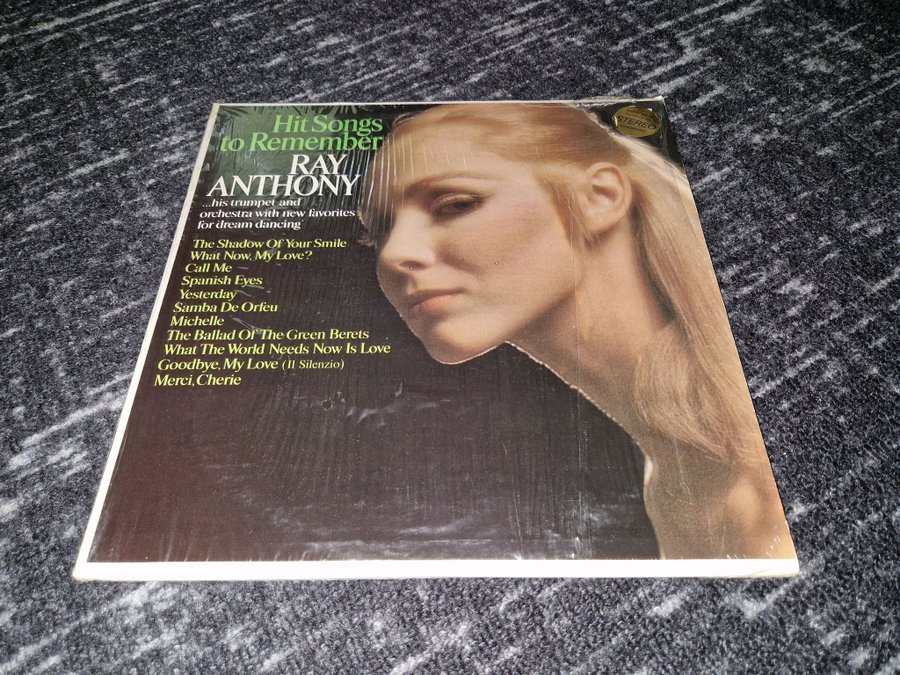 Hit Songs
to Remember
RAY
ANTHONY
...his trumpet and
orchestra with new favorites
for dream dancing
The Shadow Of Your Smile
What Now, My Love?
Call Me
Spanish Eyes
Yesterday
Samba De Orfeu
Michelle
The Ballad Of The Green Berets
What The World Needs Now Is Love
Goodbye, My Love (Il Silenzio)
Merci, Cherie
STEREO